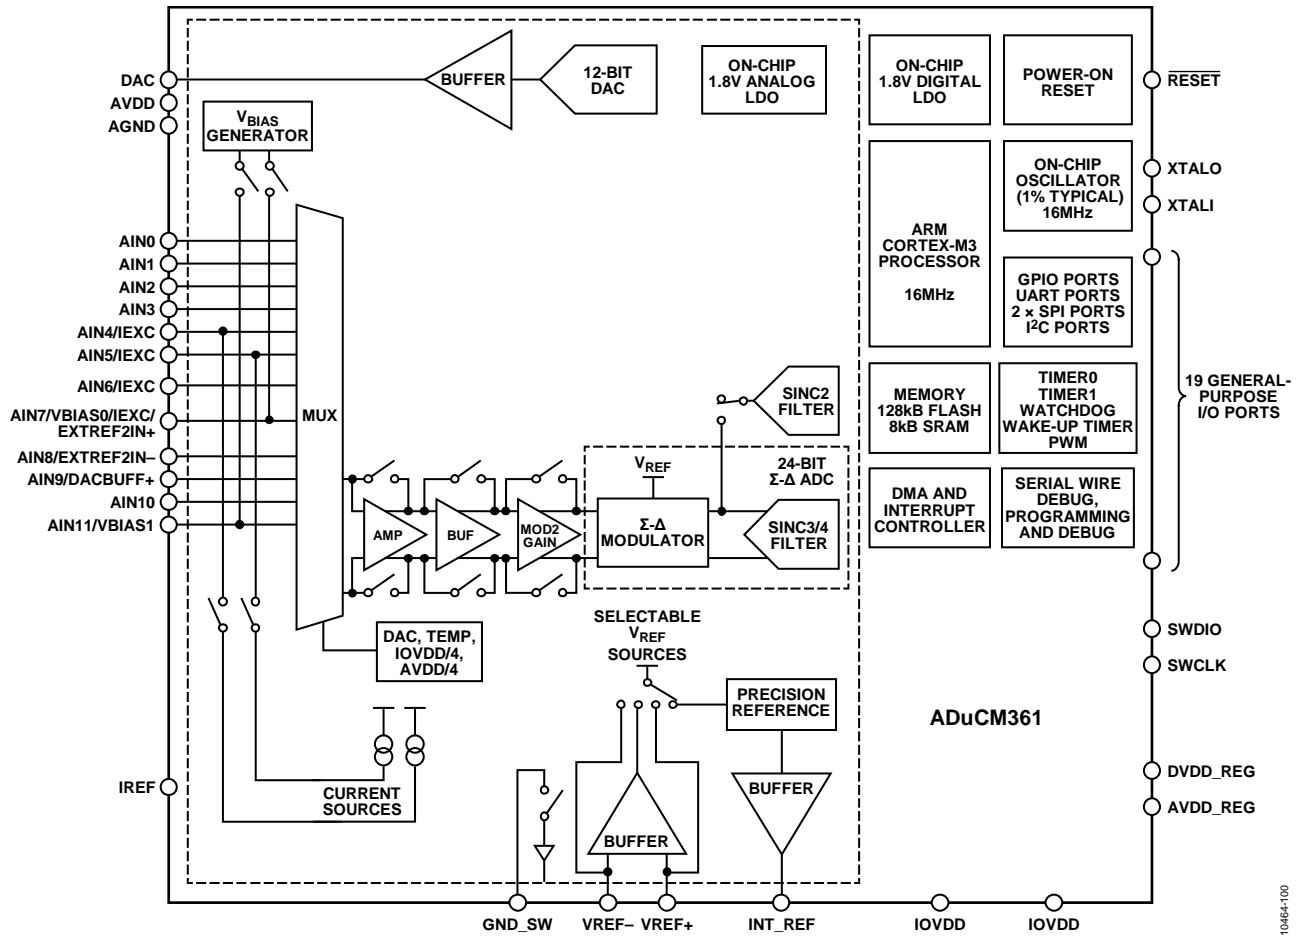 DAC
AVDD
AGND
VBIAS
GENERATOR
BUFFER
12-BIT
DAC
ON-CHIP
1.8V ANALOG
LDO
ON-CHIP
1.8V DIGITAL
LDO
POWER-ON
RESET
RESET
ARM
CORTEX-M3
PROCESSOR
16MHz
ON-CHIP
OSCILLATOR
(1% TYPICAL)
16MHz
XTALO
XTALI
GPIO PORTS
UART PORTS
2 × SPI PORTS
I2C PORTS
19 GENERAL-
PURPOSE
I/O PORTS
MEMORY
128kB FLASH
8kB SRAM
TIMER0
TIMER1
WATCHDOG
WAKE-UP TIMER
PWM
DMA AND
INTERRUPT
CONTROLLER
SERIAL WIRE
DEBUG,
PROGRAMMING
AND DEBUG
AIN0
AIN1
AIN2
AIN3
AIN4/IEXC
AIN5/IEXC
AIN6/IEXC
AIN7/VBIAS0/IEXC/
EXTREF2IN+
AIN8/EXTREF2IN–
AIN9/DACBUFF+
AIN10
AIN11/VBIAS1
MUX
AMP
BUF
MOD2
GAIN
VREF
24-BIT
Σ-Δ ADC
Σ-Δ
MODULATOR
SINC2
FILTER
SINC3/4
FILTER
DAC, TEMP,
IOVDD/4,
AVDD/4
SELECTABLE
VREF
SOURCES
PRECISION
REFERENCE
BUFFER
BUFFER
CURRENT
SOURCES
IREF
ADuCM361
SWDIO
SWCLK
DVDD_REG
AVDD_REG
GND_SW
VREF–
VREF+
INT_REF
IOVDD
IOVDD
10464-100